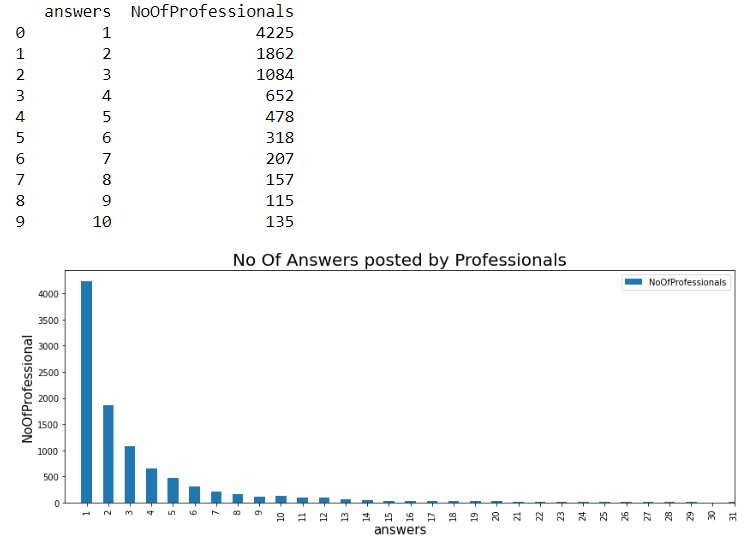 answers NoOfProfessionals
0 1 4225
1 2 1862
2 3 1084
3 4 652
4 5 478
5 6 318
6 7 207
7 8 157
8 9 115
9 10 135
No Of Answers posted by Professionals
NoOfProfessionals
4000
3500
3000
2500
2000
1500
1000
500
0
NoOfProfessional
1 2 3 4 5 6 7 8 9 10 11 12 13 14 15 16 17 18 19 20 21 22 23 24 25 26 27 28 29 30 31
answers